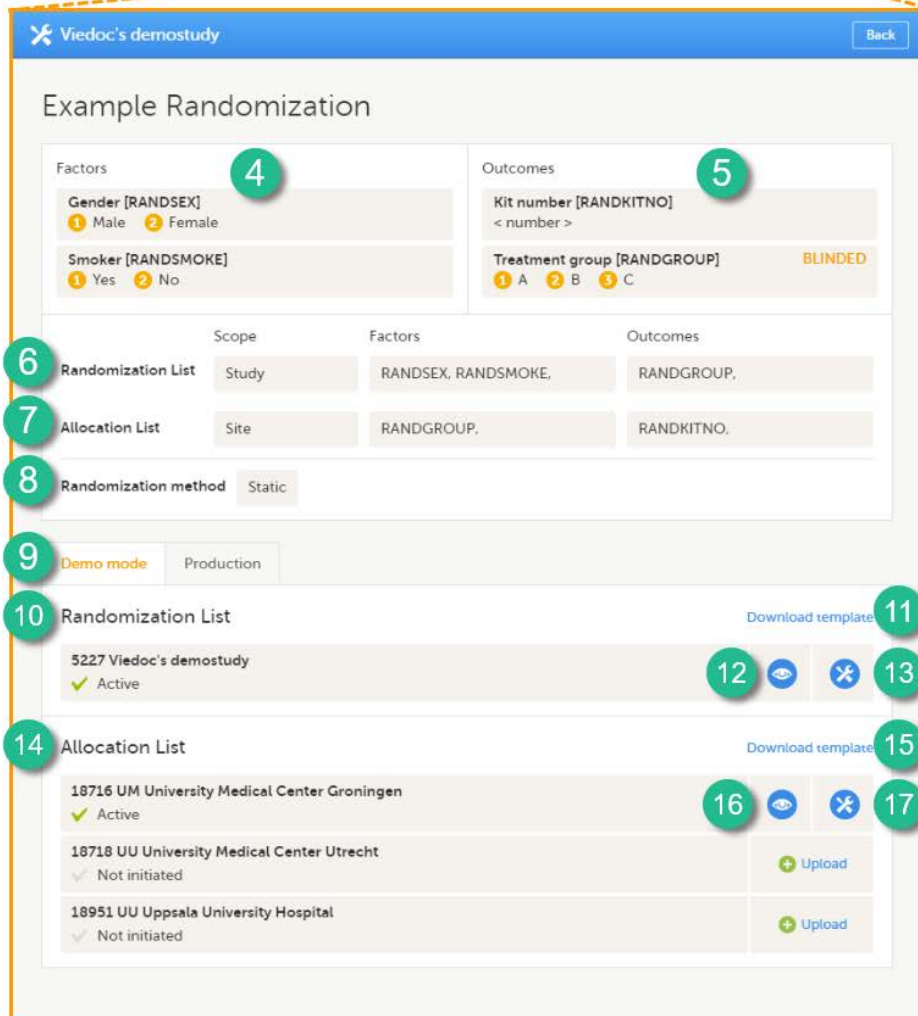 Viedoc's demostudy Back
Example Randomization
Factors 4 Outcomes 5
Gender [RANDSEX] Kit number [RANDKITNO]
1 Male 2 Female < number >
Smoker [RANDSMOKE] Treatment group [RANDGROUP] BLINDED
1 Yes 2 No 1 A 2 B 3 C
Scope Factors Outcomes
6 Randomization List Study RANDSEX, RANDSMOKE, RANDGROUP,
7 Allocation List Site RANDGROUP, RANDKITNO,
8 Randomization method Static
9 Demo mode Production
10 Randomization List Download template 11
5227 Viedoc's demostudy
Active 12 13
14 Allocation List Download template 15
18716 UM University Medical Center Groningen
Active 16 17
18718 UU University Medical Center Utrecht
Not initiated Upload
18951 UU Uppsala University Hospital
Not initiated Upload